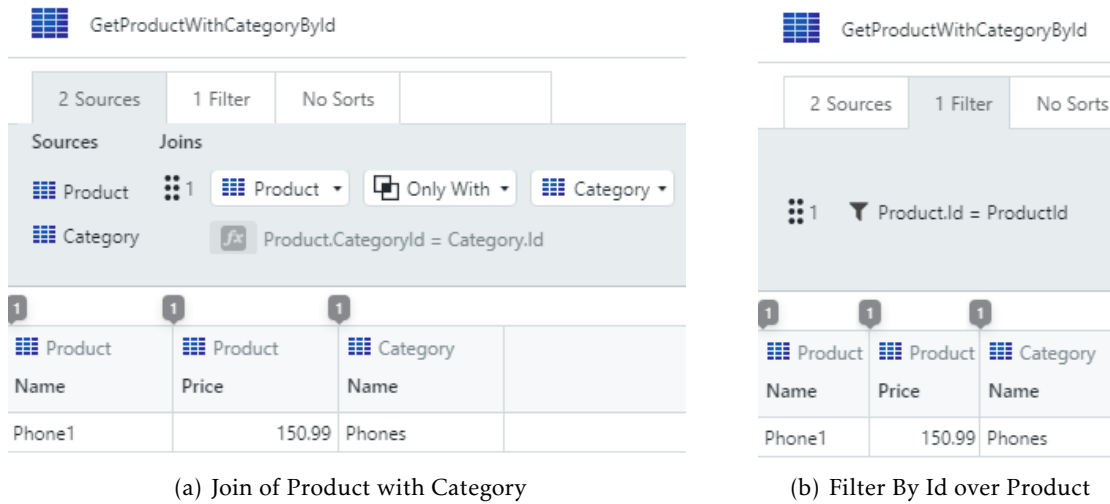 GetProductWithCategoryById
2 Sources 1 Filter No Sorts
Sources Joins
Product 1 Product Only With Category
Category fx Product.CategoryId = Category.Id
1 1 1
Product Product Category
Name Price Name
Phone1 150.99 Phones
(a) Join of Product with Category
GetProductWithCategoryById
2 Sources 1 Filter No Sorts
1 Product.Id = ProductId
1 1 1
Product Product Category
Name Price Name
Phone1 150.99 Phones
(b) Filter By Id over Product